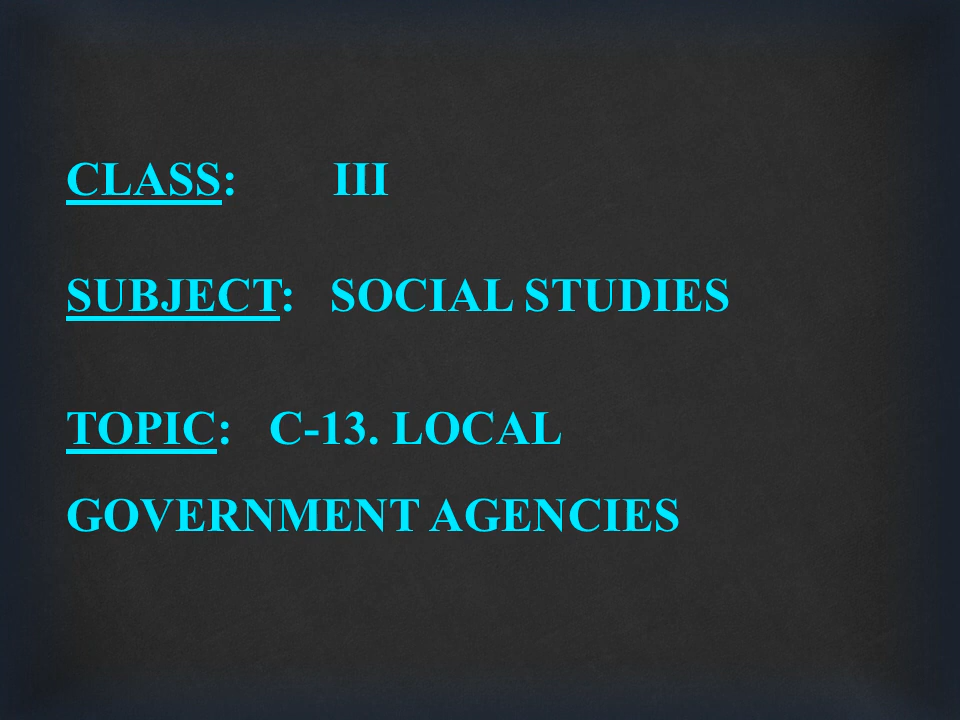 CLASS: III
SUBJECT: SOCIAL STUDIES
TOPIC: C-13. LOCAL
GOVERNMENT AGENCIES